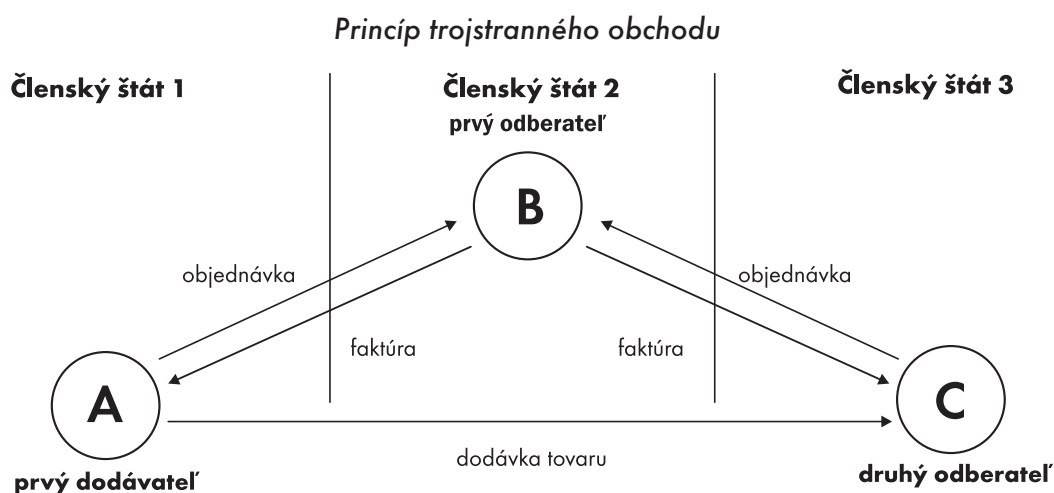 Princíp trojstranného obchodu
Členský štát 1
Členský štát 2
Členský štát 3
prvý odberateľ
B
objednávka
objednávka
faktúra
faktúra
A
C
dodávka tovaru
prvý dodávateľ
druhý odberateľ